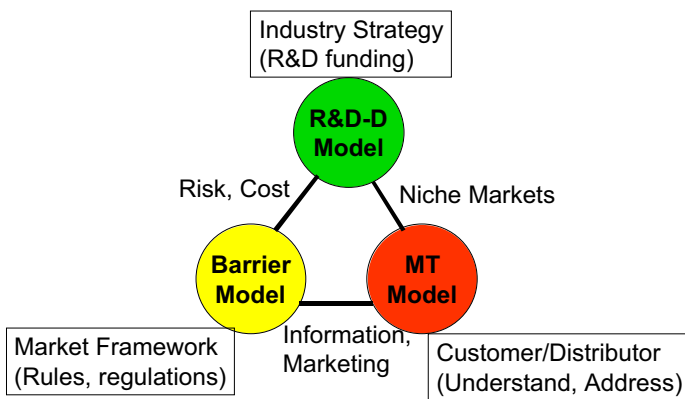 Industry Strategy
(R&D funding)
R&D-D
Model
Risk, Cost
Niche Markets
Barrier
Model
MT
Model
Information,
Marketing
Market Framework
(Rules, regulations)
Customer/Distributor
(Understand, Address)